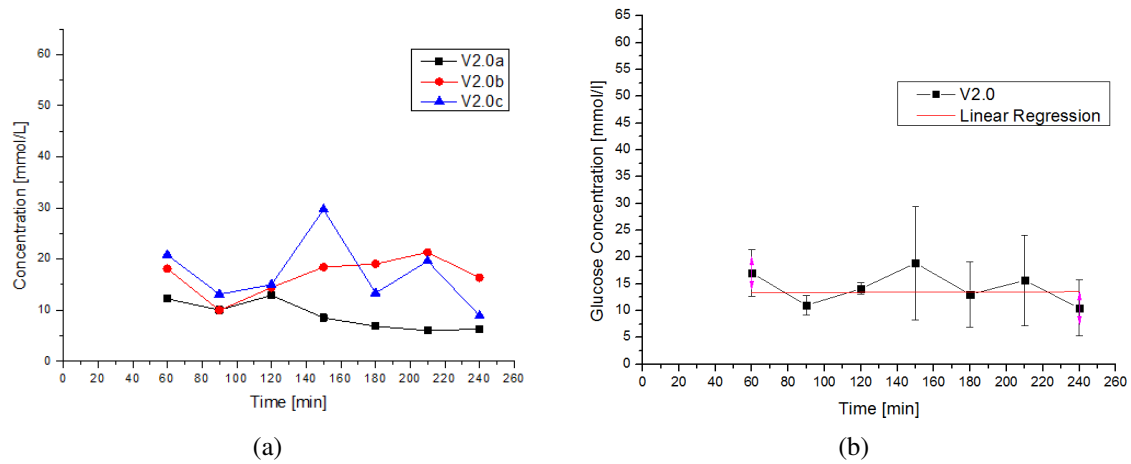 V2.0a
V2.0b
V2.0c
Concentration [mmol/L]
60
50
40
30
20
10
0
0 20 40 60 80 100 120 140 160 180 200 220 240 260
Time [min]
(a)
V2.0
Linear Regression
Glucose Concentration [mmol/l]
65
60
55
50
45
40
35
30
25
20
15
10
5
0
0 20 40 60 80 100 120 140 160 180 200 220 240 260
Time [min]
(b)